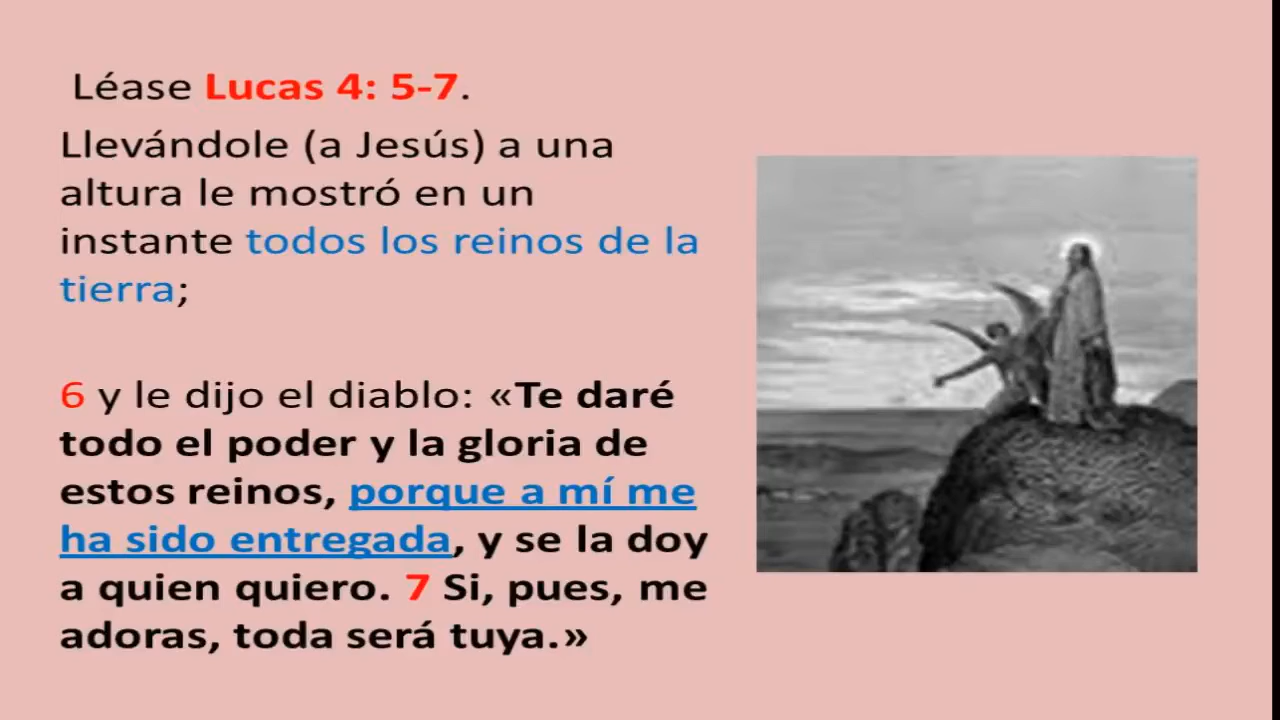 Léase Lucas 4: 5-7.
Llevándole (a Jesús) a una
altura le mostró en un
instante todos los reinos de la
tierra;
6 y le dijo el diablo: «Te daré
todo el poder y la gloria de
estos reinos, porque a mí me
ha sido entregada, y se la doy
a quien quiero. 7 Si, pues, me
adoras, toda será tuya.»